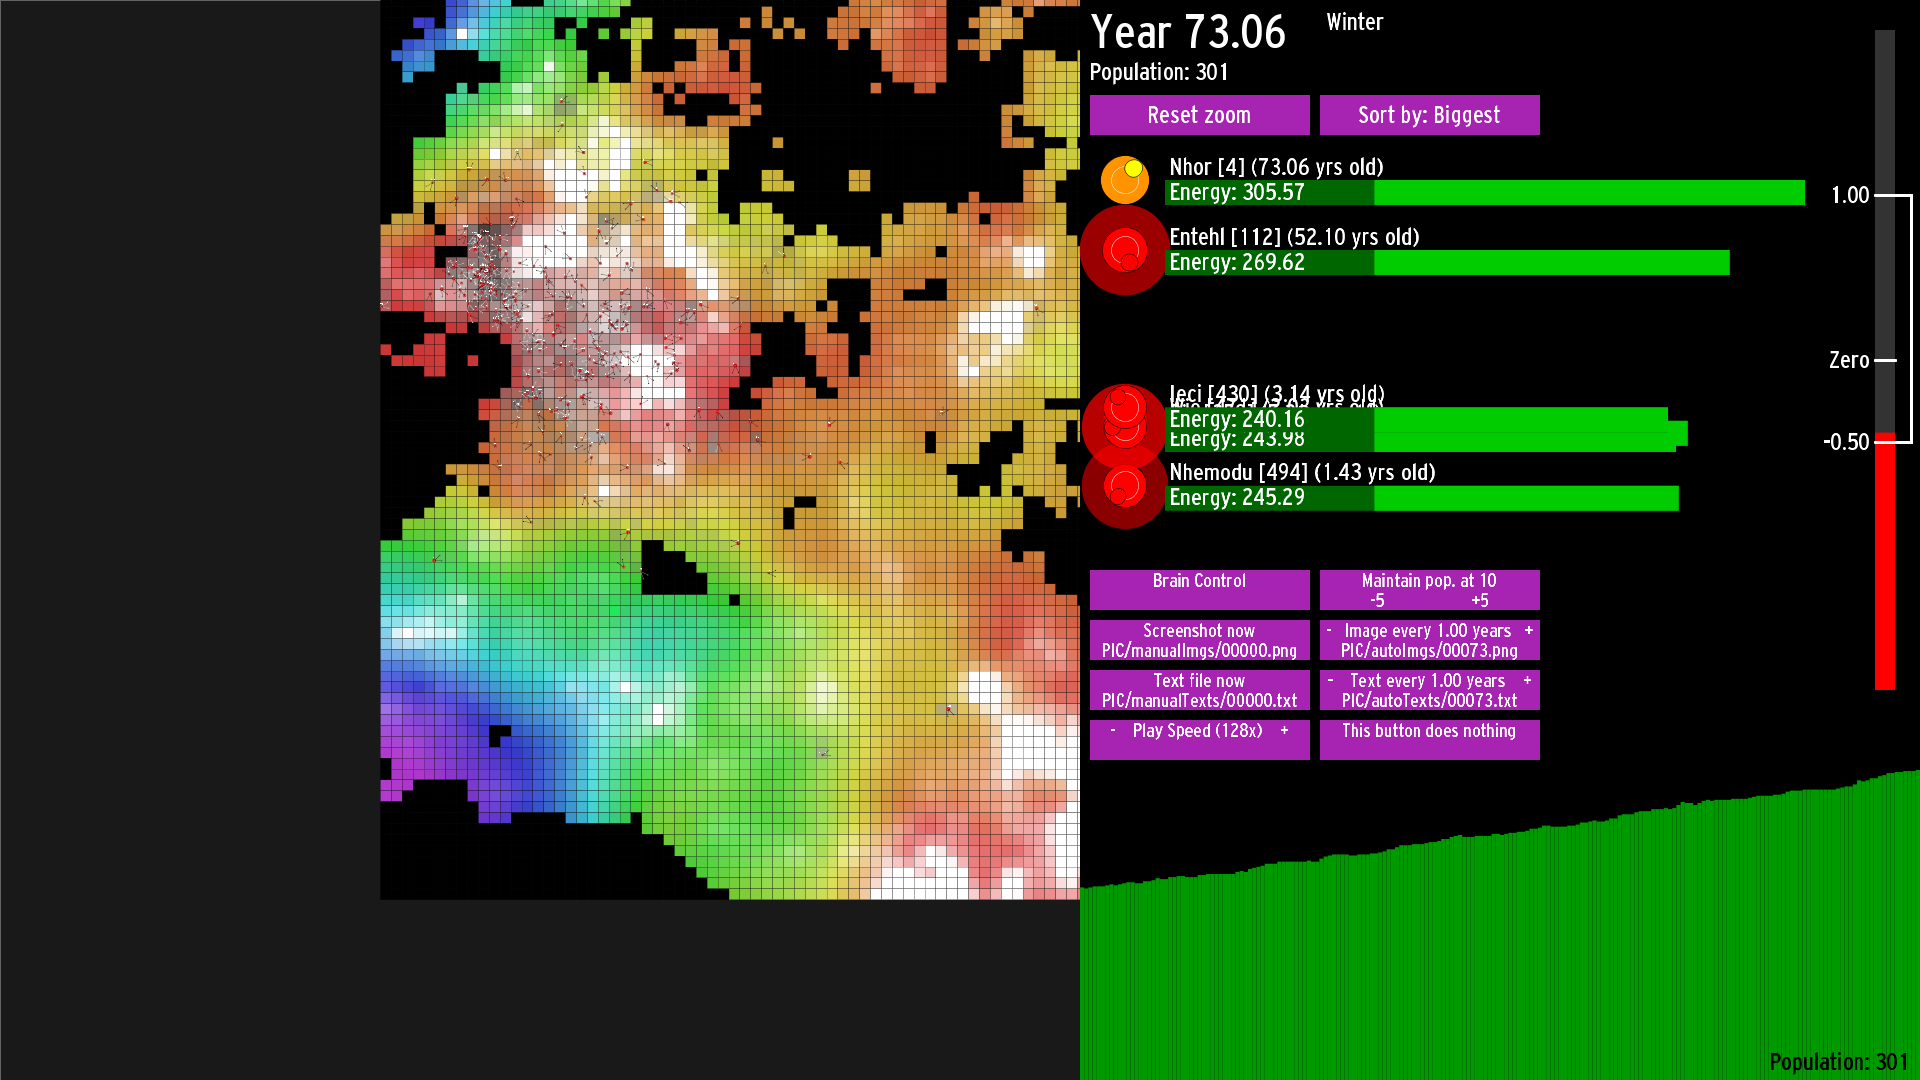 Year 73.06
Winter
Population: 301
Reset zoom
Sort by: Biggest
Nhor [4] (73.06 yrs old)
Energy: 305.57
1.00
Entehl [112] (52.10 yrs old)
Energy: 269.62
Zero
Ieci [430] (3.14 yrs old)
Energy: 240.16
Energy: 243.98
-0.50
Nhemodu [494] (1.43 yrs old)
Energy: 245.29
Brain Control
Maintain pop. at 10
-5 +5
Screenshot now
PIC/manualImgs/00000.png
- Image every 1.00 years +
PIC/autoImgs/00073.png
Text file now
PIC/manualTexts/00000.txt
- Text every 1.00 years +
PIC/autoTexts/00073.txt
- Play Speed (128x) +
This button does nothing
Population: 301